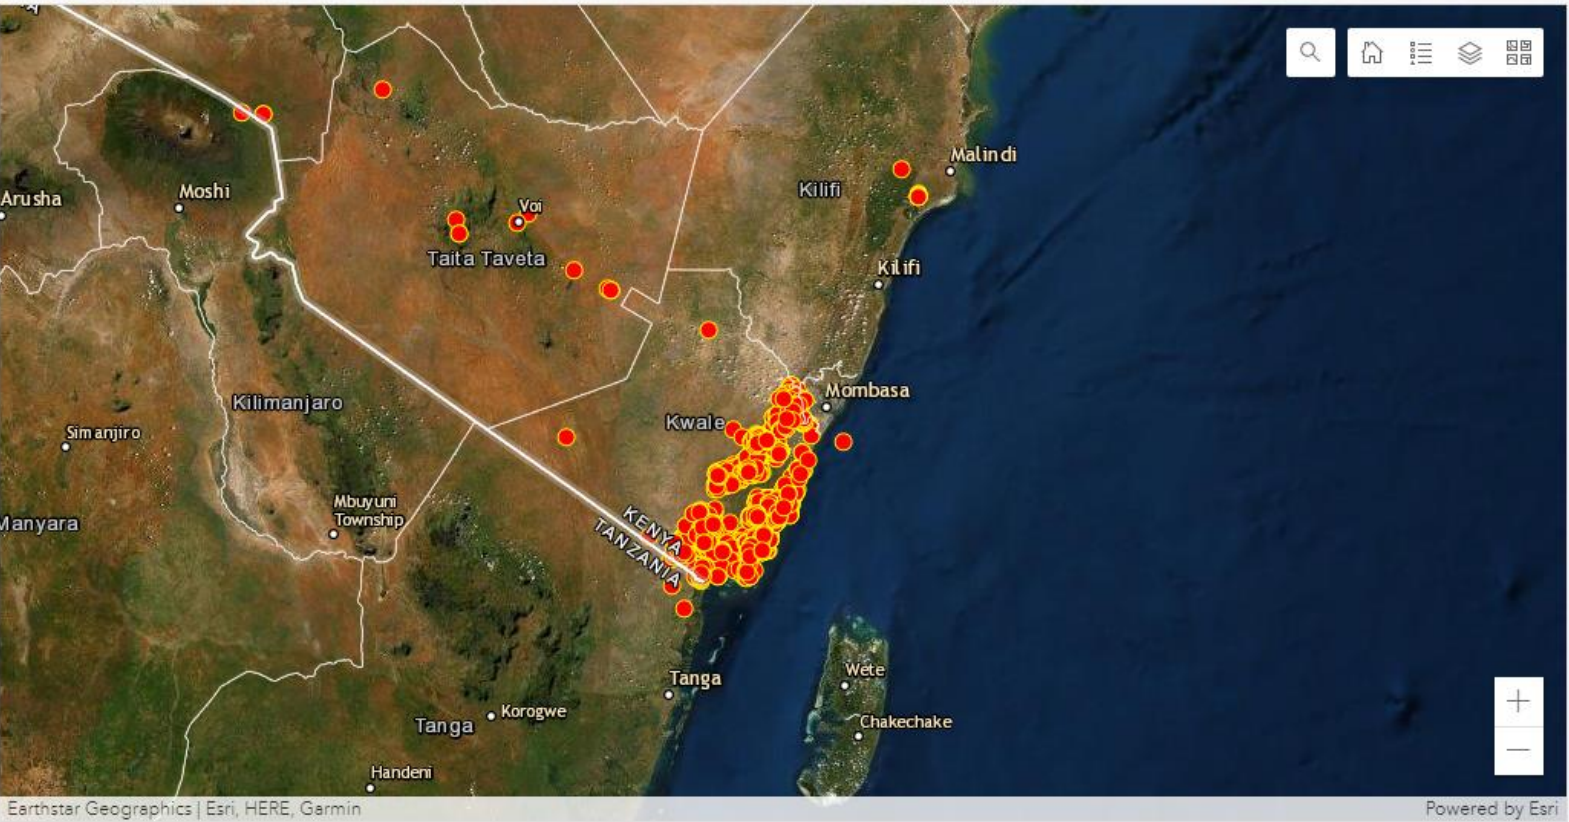 Malindi
Kilifi
Moshi
Arusha
Voi
Taita Taveta
Kilifi
Mombasa
Kilimanjaro
Kwale
Simanjiro
Mbuyuni
Township
Manyara
KENYA
TANZANIA
Wete
Tanga
Korogwe
Chakechake
Tanga
Handeni
Earthstar Geographics | Esri, HERE, Garmin
Powered by Esri